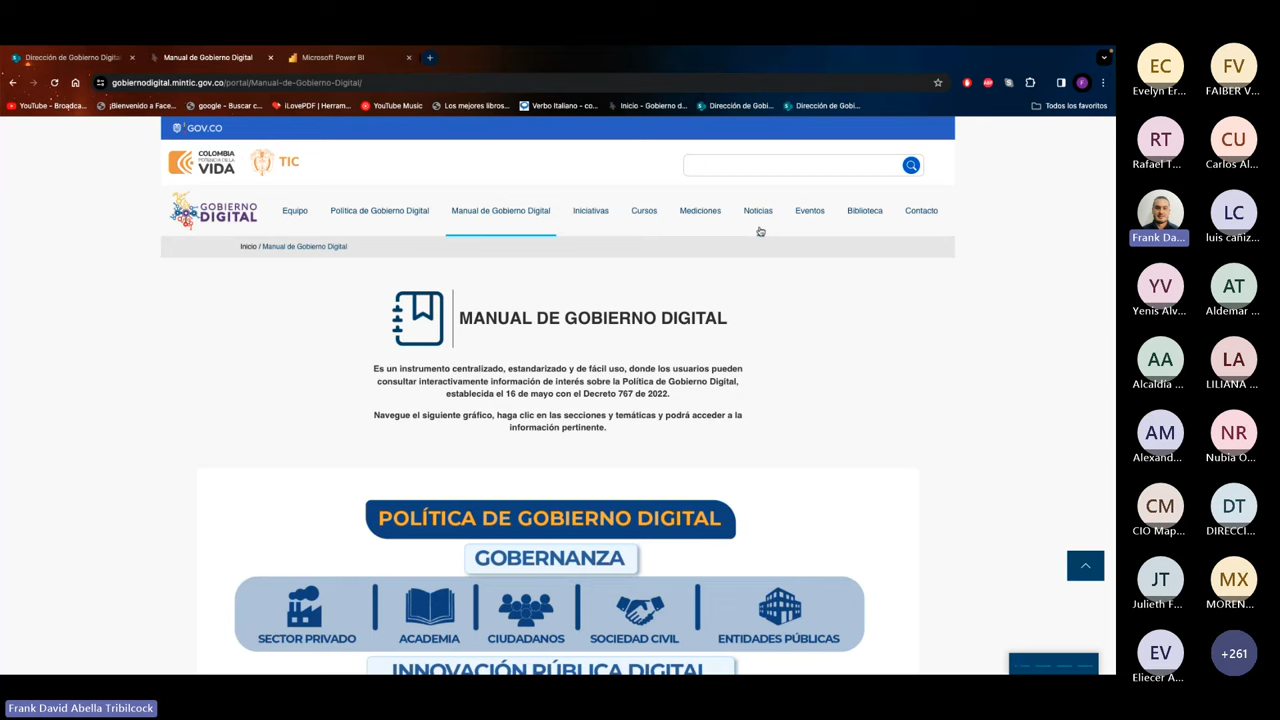 Dirección de Gobierno Digital
Manual de Gobierno Digital
Microsoft Power BI
gobiernodigital.mintic.gov.co/portal/Manual-de-Gobierno-Digital/
YouTube - Broadca...
¡Bienvenido a Face...
google - Buscar c...
iLovePDF | Herram...
YouTube Music
Los mejores libros...
Verbo Italiano - co...
Inicio - Gobierno d...
Dirección de Gobi...
Dirección de Gobi...
Todos los favoritos
GOV.CO
COLOMBIA
POTENCIA DE LA
VIDA
TIC
GOBIERNO
DIGITAL
Equipo
Política de Gobierno Digital
Manual de Gobierno Digital
Iniciativas
Cursos
Mediciones
Noticias
Eventos
Biblioteca
Contacto
Inicio / Manual de Gobierno Digital
MANUAL DE GOBIERNO DIGITAL
Es un instrumento centralizado, estandarizado y de fácil uso, donde los usuarios pueden
consultar interactivamente información de interés sobre la Política de Gobierno Digital,
establecida el 16 de mayo con el Decreto 767 de 2022.
Navegue el siguiente gráfico, haga clic en las secciones y temáticas y podrá acceder a la
información pertinente.
POLÍTICA DE GOBIERNO DIGITAL
GOBERNANZA
SECTOR PRIVADO
ACADEMIA
CIUDADANOS
SOCIEDAD CIVIL
ENTIDADES PÚBLICAS
INNOVACIÓN PÚBLICA DIGITAL
EC
Evelyn Er...
FV
FAIBER V...
RT
Rafael T...
CU
Carlos Al...
Frank Da...
LC
luis cañiz...
YV
Yenis Alv...
AT
Aldemar ...
AA
Alcaldía ...
LA
LILIANA ...
AM
Alexand...
NR
Nubia O...
CM
CIO Map...
DT
DIRECCI...
JT
Julieth F...
MX
MOREN...
EV
Eliecer A...
+261
Frank David Abella Tribilcock